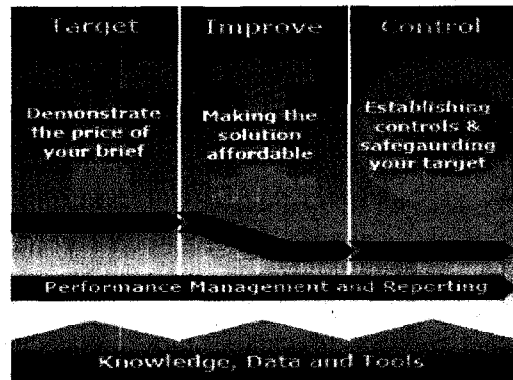 Target
Improve
Control
Demonstrate
the price of
your brief
Making the
solution
affordable
Establishing
controls &
safegaurding
your target
Performance Management and Reporting
Knowledge, Data and Tools